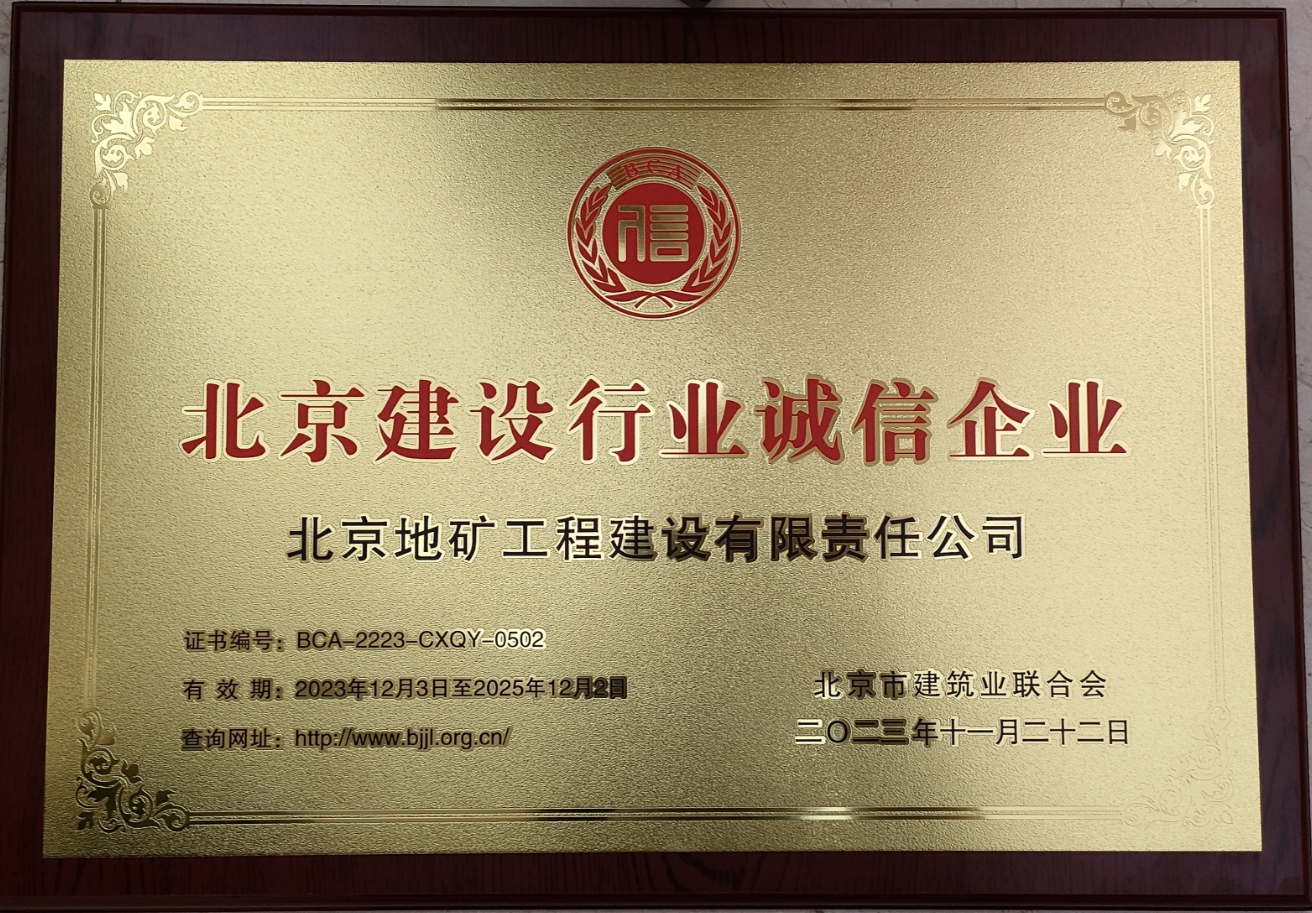 BCA
信
北京建设行业诚信企业
北京地矿工程建设有限责任公司
证书编号：BCA-2223-CXQY-0502
有效期：2023年12月3日至2025年12月2日
查询网址：http://www.bjjl.org.cn/
北京市建筑业联合会
二〇二三年十一月二十二日